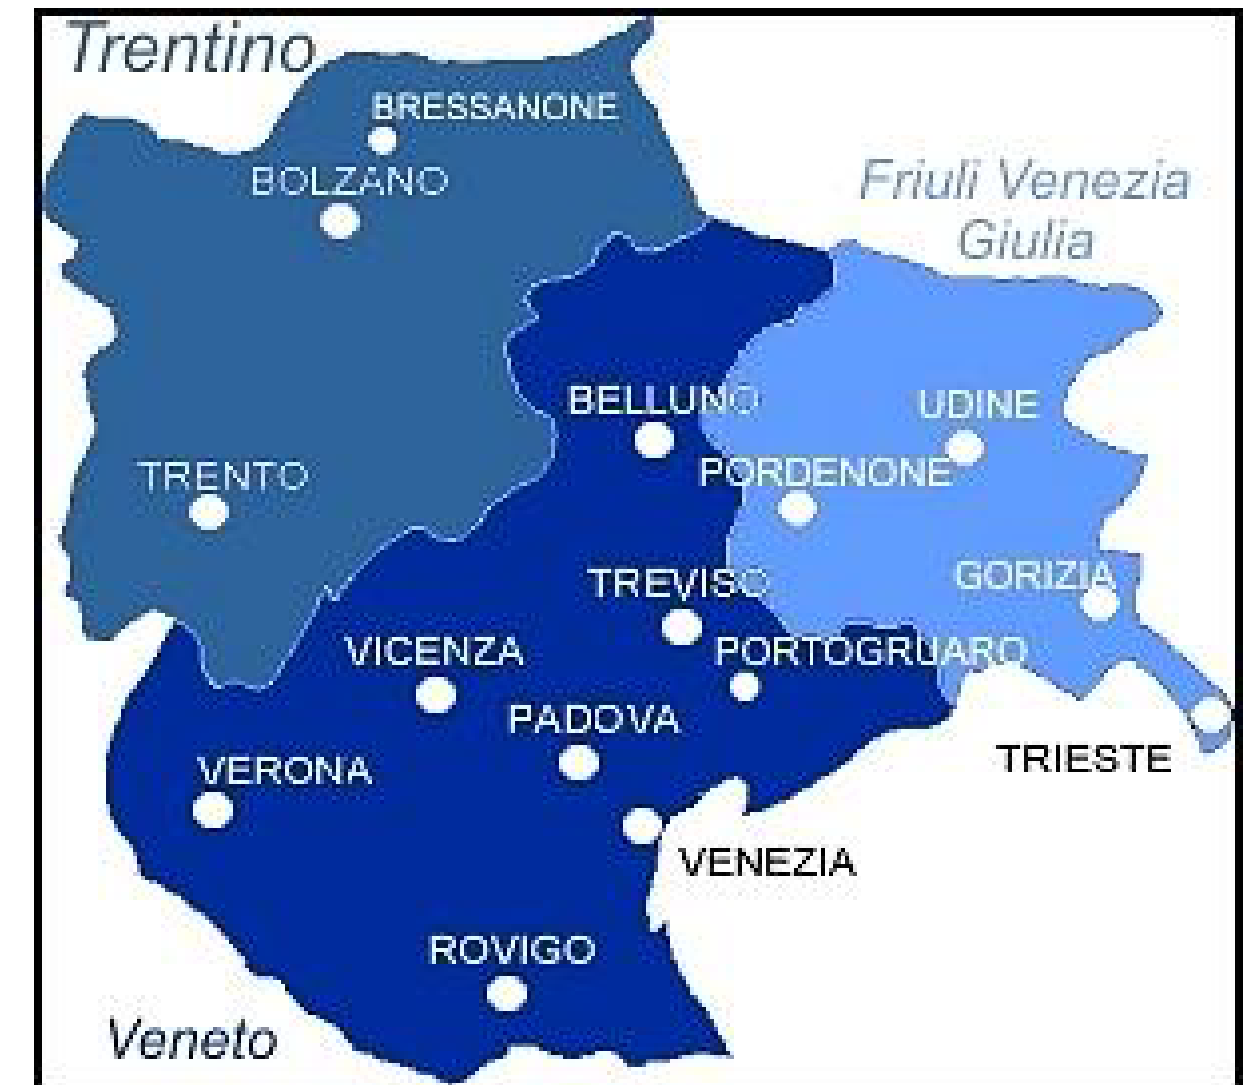 Trentino
BRESSANONE
BOLZANO
Friuli Venezia
Giulia
BELLUNO
UDINE
PORDENONE
TRENTO
GORIZIA
TREVISO
VICENZA
PORTOGRUARO
PADOVA
TRIESTE
VERONA
VENEZIA
ROVIGO
Veneto